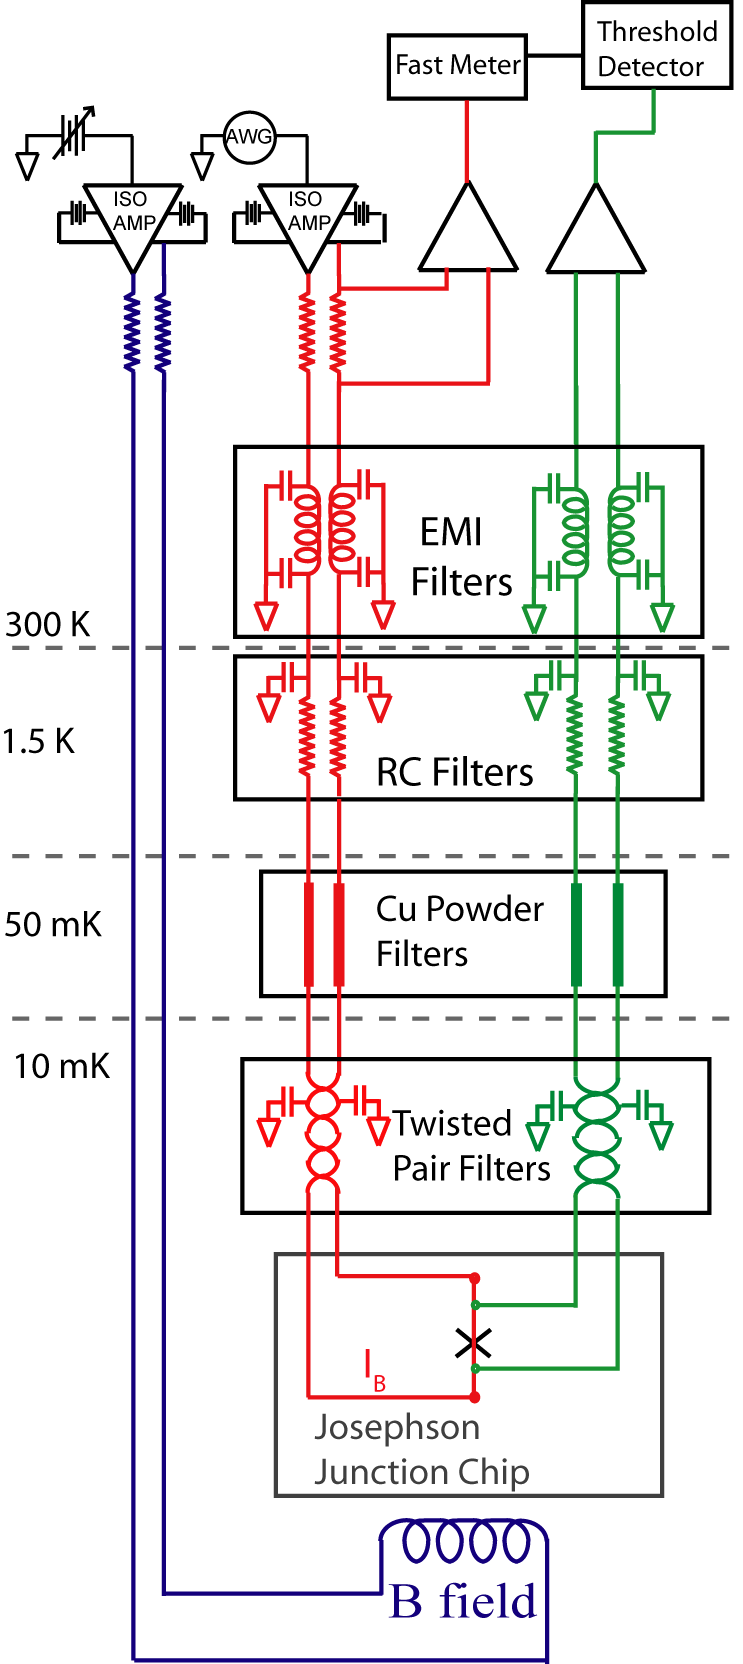 Threshold
Detector
Fast Meter
AWG
ISO
AMP
ISO
AMP
EMI
Filters
300 K
1.5 K
RC Filters
50 mK
Cu Powder
Filters
10 mK
Twisted
Pair Filters
I_B
Josephson
Junction Chip
B field